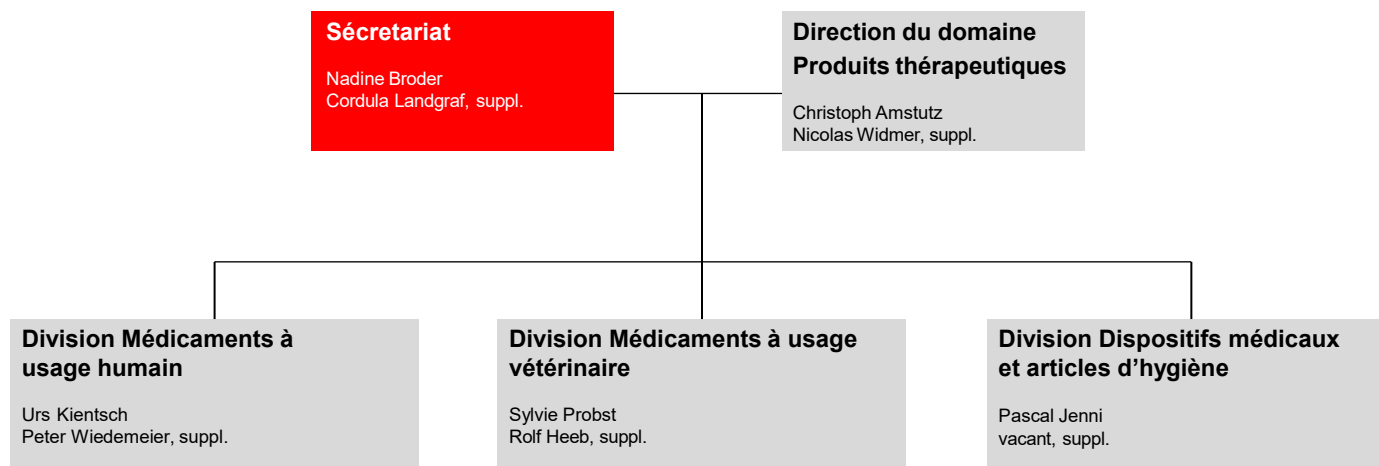 Sécretariat
Nadine Broder
Cordula Landgraf, suppl.
Direction du domaine
Produits thérapeutiques
Christoph Amstutz
Nicolas Widmer, suppl.
Division Médicaments à
usage humain
Urs Kientsch
Peter Wiedemeier, suppl.
Division Médicaments à usage
vétérinaire
Sylvie Probst
Rolf Heeb, suppl.
Division Dispositifs médicaux
et articles d’hygiène
Pascal Jenni
vacant, suppl.